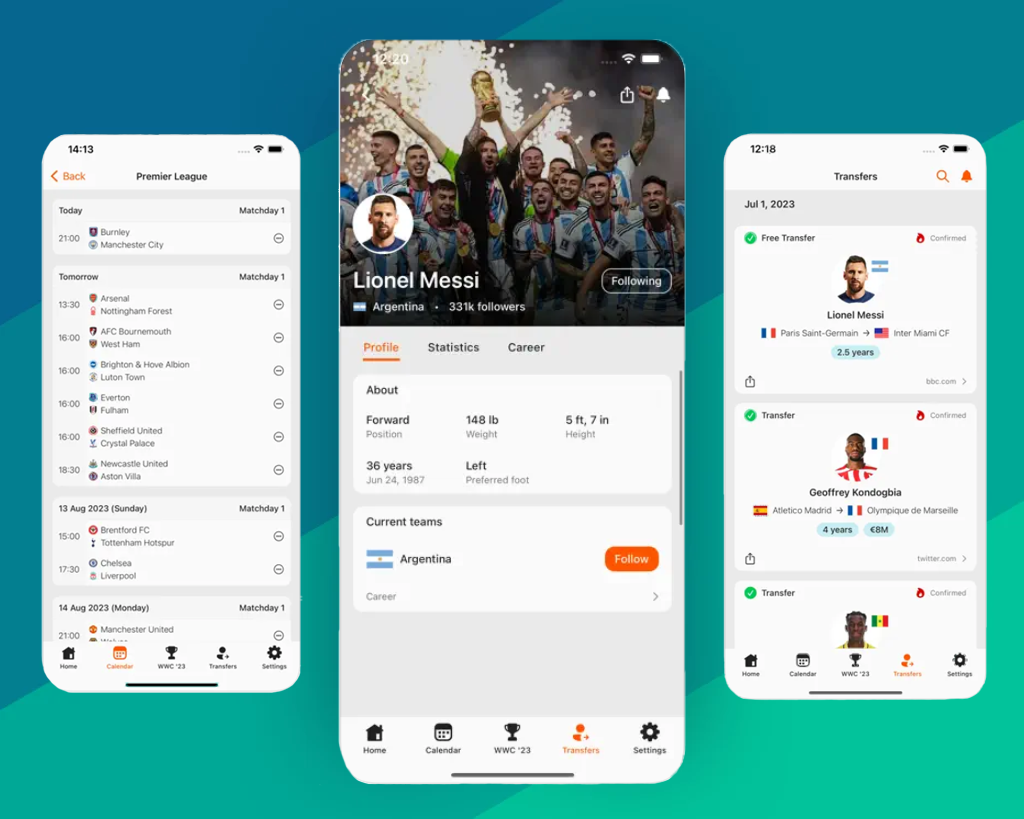 14:13
Back
Premier League
Today Matchday 1
21:00 Burnley
Manchester City
Tomorrow Matchday 1
13:30 Arsenal
Nottingham Forest
16:00 AFC Bournemouth
West Ham
16:00 Brighton & Hove Albion
Luton Town
16:00 Everton
Fulham
16:00 Sheffield United
Crystal Palace
18:30 Newcastle United
Aston Villa
13 Aug 2023 (Sunday) Matchday 1
15:00 Brentford FC
Tottenham Hotspur
17:30 Chelsea
Liverpool
14 Aug 2023 (Monday) Matchday 1
21:00 Manchester United
Home Calendar WWC '23 Transfers Settings
12:20
Lionel Messi
Following
Argentina • 331k followers
Profile Statistics Career
About
Forward 148 lb 5 ft, 7 in
Position Weight Height
36 years Left
Jun 24, 1987 Preferred foot
Current teams
Argentina Follow
Career
Home Calendar WWC '23 Transfers Settings
12:18
Transfers
Jul 1, 2023
Free Transfer Confirmed
Lionel Messi
Paris Saint-Germain → Inter Miami CF
2.5 years
bbc.com
Transfer Confirmed
Geoffrey Kondogbia
Atletico Madrid → Olympique de Marseille
4 years €8M
twitter.com
Transfer Confirmed
Home Calendar WWC '23 Transfers Settings